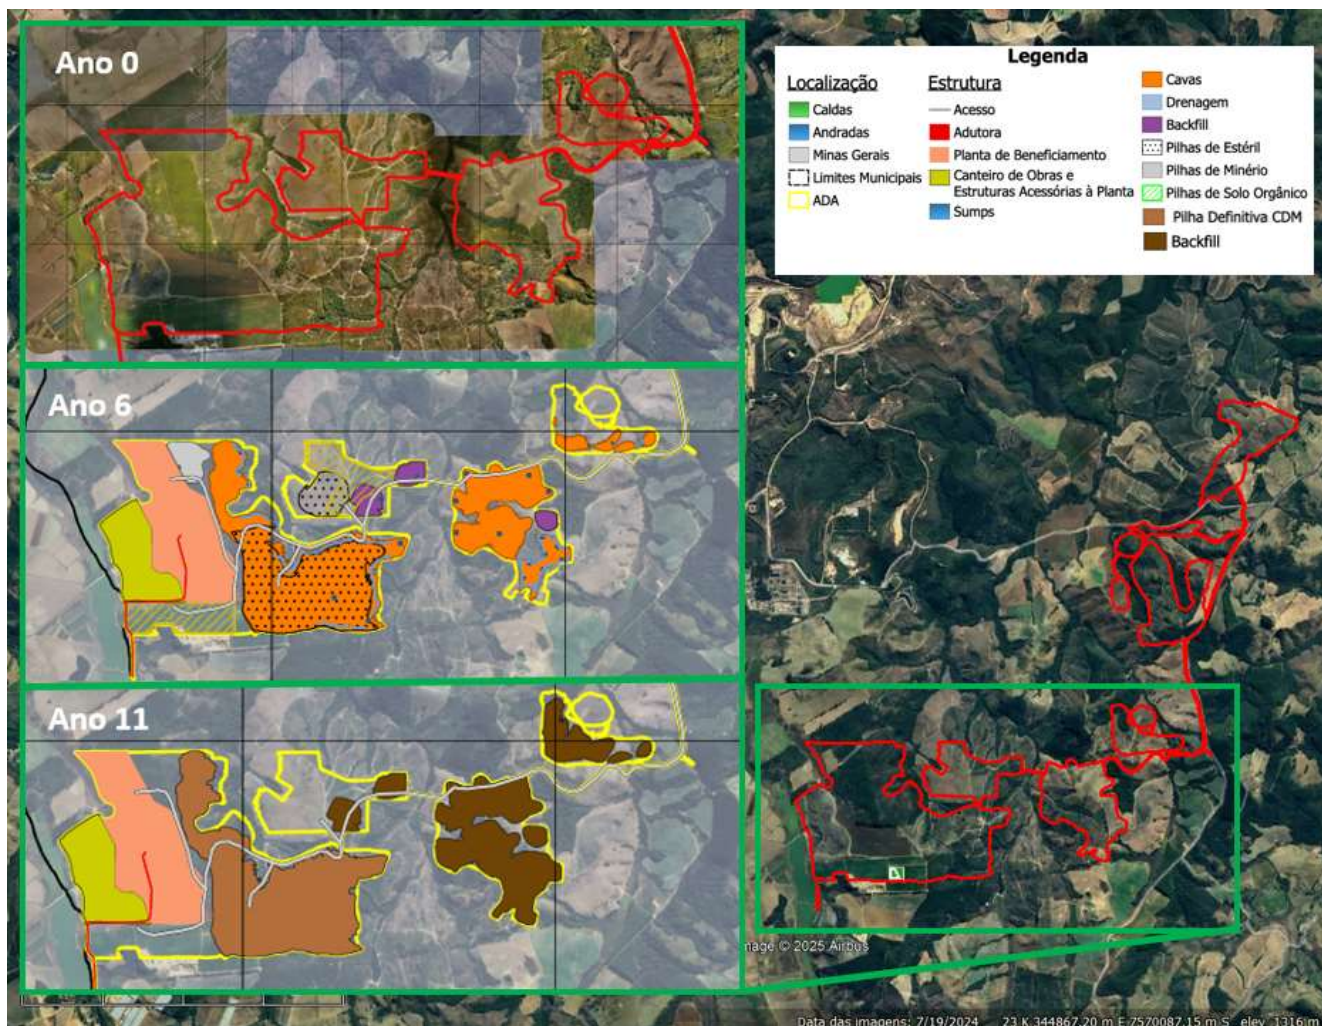 Ano 0
Legenda
Localização
Caldas
Andradas
Minas Gerais
Limites Municipais
ADA
Estrutura
Acesso
Adutora
Planta de Beneficiamento
Canteiro de Obras e
Estruturas Acessórias à Planta
Sumps
Cavas
Drenagem
Backfill
Pilhas de Estéril
Pilhas de Minério
Pilhas de Solo Orgânico
Pilha Definitiva CDM
Backfill
Ano 6
Ano 11
mage © 2025 Airbus
Data das imagens: 7/19/2024 23 K 344867.20 m E 7570087.15 m S elev 1316 m